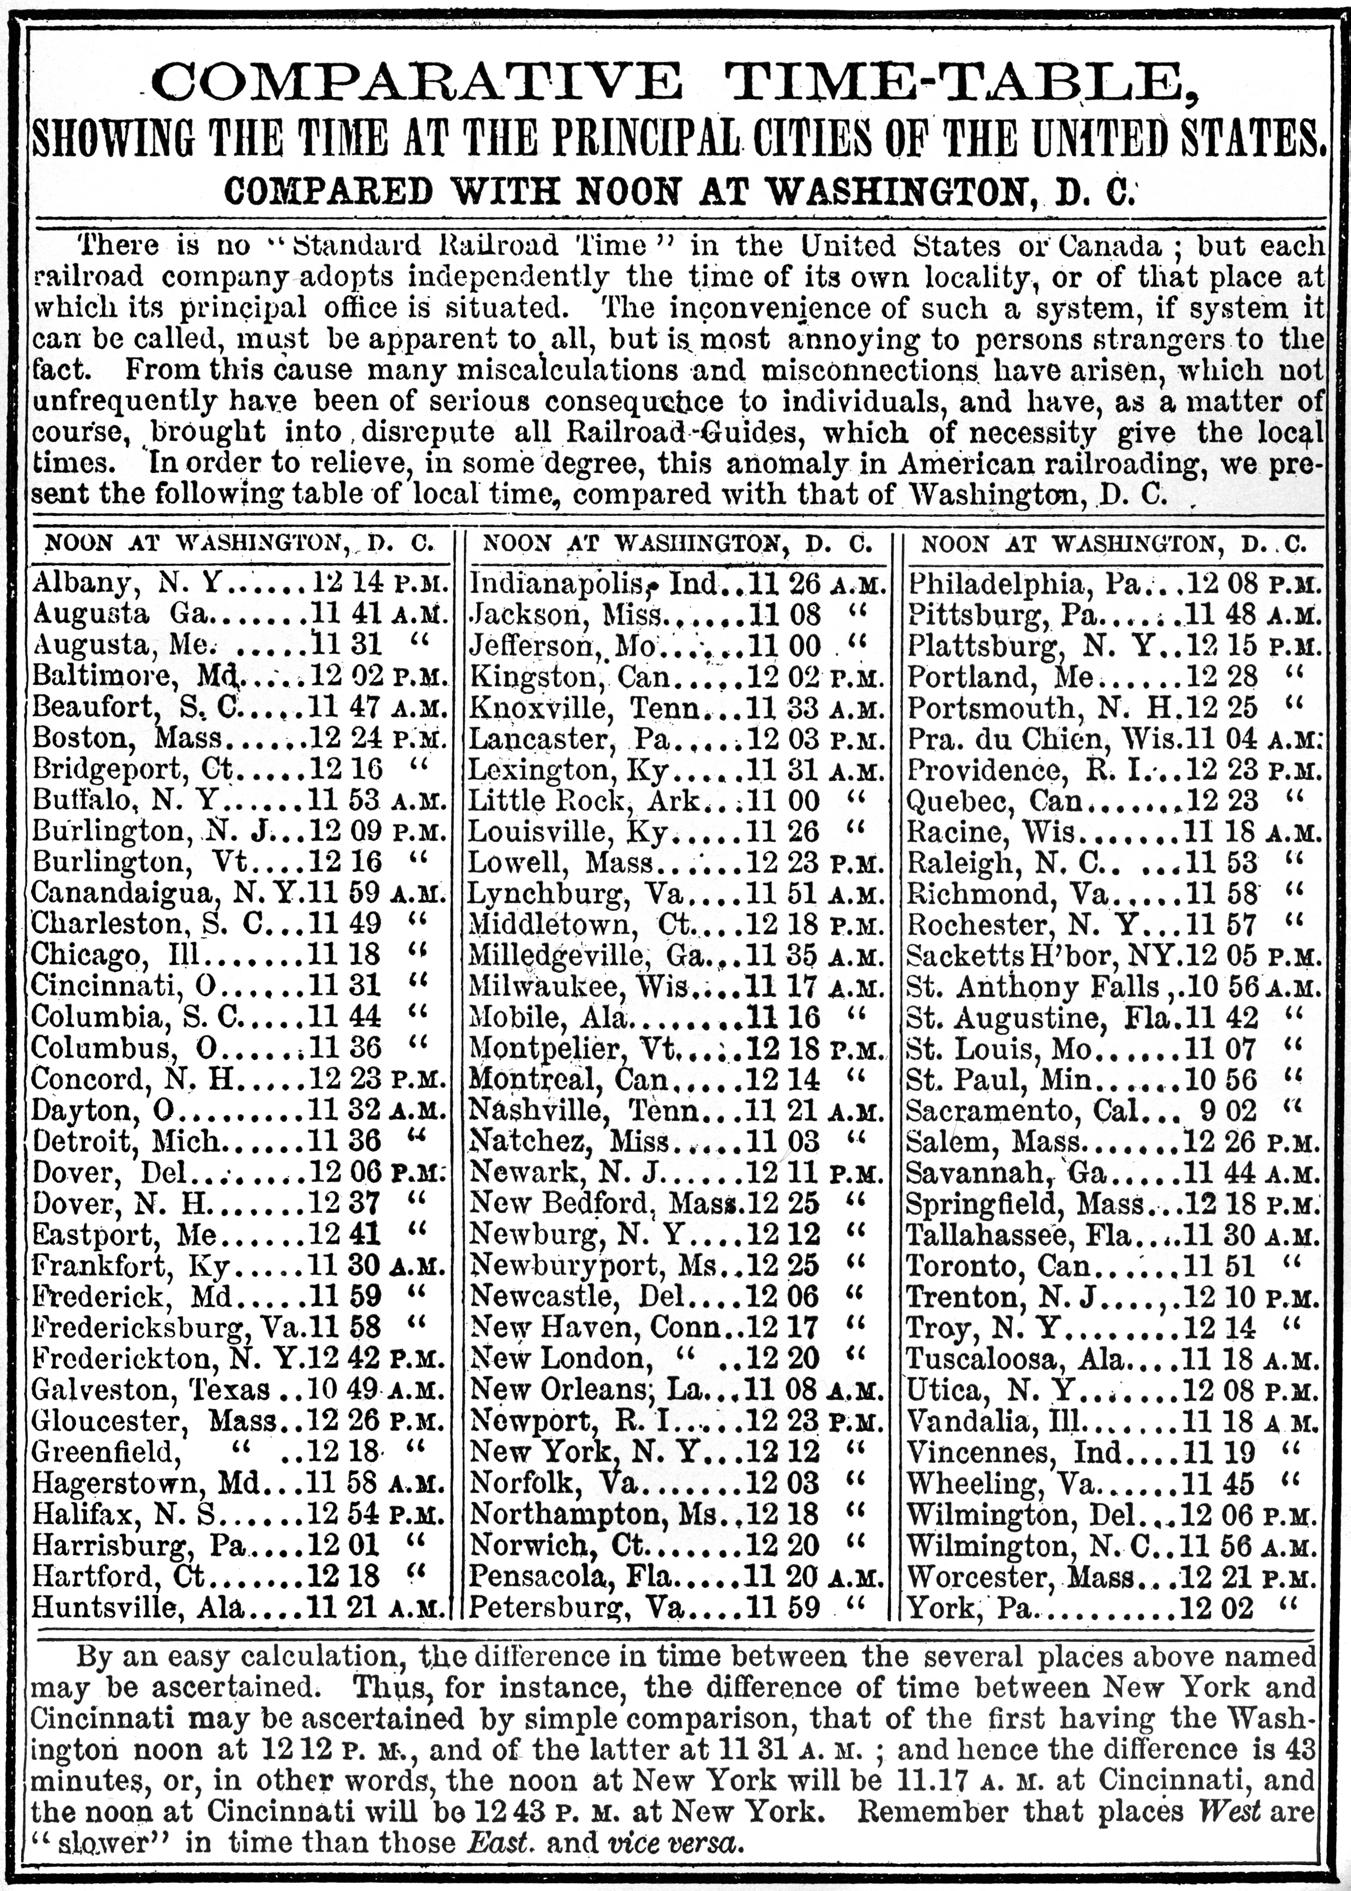 COMPARATIVE TIME-TABLE,
SHOWING THE TIME AT THE PRINCIPAL CITIES OF THE UNITED STATES.
COMPARED WITH NOON AT WASHINGTON, D. C.
There is no “Standard Railroad Time” in the United States or Canada; but each
railroad company adopts independently the time of its own locality, or of that place at
which its principal office is situated. The inconvenience of such a system, if system it
can be called, must be apparent to all, but is most annoying to persons strangers to the
fact. From this cause many miscalculations and misconnections have arisen, which not
unfrequently have been of serious consequence to individuals, and have, as a matter of
course, brought into disrepute all Railroad-Guides, which of necessity give the local
times. In order to relieve, in some degree, this anomaly in American railroading, we pre-
sent the following table of local time, compared with that of Washington, D. C.
NOON AT WASHINGTON, D. C.
Albany, N. Y......12 14 P.M.
Augusta Ga.......11 41 A.M.
Augusta, Me. .....11 31 “
Baltimore, Md.....12 02 P.M.
Beaufort, S. C.....11 47 A.M.
Boston, Mass......12 24 P.M.
Bridgeport, Ct.....12 16 “
Buffalo, N. Y......11 53 A.M.
Burlington, N. J...12 09 P.M.
Burlington, Vt....12 16 “
Canandaigua, N. Y.11 59 A.M.
Charleston, S. C...11 49 “
Chicago, Ill.......11 18 “
Cincinnati, O......11 31 “
Columbia, S. C.....11 44 “
Columbus, O......11 36 “
Concord, N. H.....12 23 P.M.
Dayton, O.........11 32 A.M.
Detroit, Mich......11 36 “
Dover, Del........12 06 P.M.
Dover, N. H.......12 37 “
Eastport, Me......12 41 “
Frankfort, Ky.....11 30 A.M.
Frederick, Md.....11 59 “
Fredericksburg, Va.11 58 “
Frederickton, N. Y.12 42 P.M.
Galveston, Texas ..10 49 A.M.
Gloucester, Mass..12 26 P.M.
Greenfield, “ ..12 18 “
Hagerstown, Md...11 58 A.M.
Halifax, N. S......12 54 P.M.
Harrisburg, Pa....12 01 “
Hartford, Ct.......12 18 “
Huntsville, Ala....11 21 A.M.
NOON AT WASHINGTON, D. C.
Indianapolis, Ind..11 26 A.M.
Jackson, Miss......11 08 “
Jefferson, Mo......11 00 “
Kingston, Can.....12 02 P.M.
Knoxville, Tenn...11 33 A.M.
Lancaster, Pa.....12 03 P.M.
Lexington, Ky.....11 31 A.M.
Little Rock, Ark...11 00 “
Louisville, Ky.....11 26 “
Lowell, Mass......12 23 P.M.
Lynchburg, Va....11 51 A.M.
Middletown, Ct....12 18 P.M.
Milledgeville, Ga...11 35 A.M.
Milwaukee, Wis....11 17 A.M.
Mobile, Ala........11 16 “
Montpelier, Vt.....12 18 P.M.
Montreal, Can.....12 14 “
Nashville, Tenn...11 21 A.M.
Natchez, Miss.....11 03 “
Newark, N. J......12 11 P.M.
New Bedford, Mass.12 25 “
Newburg, N. Y....12 12 “
Newburyport, Ms..12 25 “
Newcastle, Del....12 06 “
New Haven, Conn..12 17 “
New London, “ ..12 20 “
New Orleans, La...11 08 A.M.
Newport, R. I.....12 23 P.M.
New York, N. Y...12 12 “
Norfolk, Va.......12 03 “
Northampton, Ms..12 18 “
Norwich, Ct.......12 20 “
Pensacola, Fla.....11 20 A.M.
Petersburg, Va....11 59 “
NOON AT WASHINGTON, D. C.
Philadelphia, Pa...12 08 P.M.
Pittsburg, Pa......11 48 A.M.
Plattsburg, N. Y..12 15 P.M.
Portland, Me......12 28 “
Portsmouth, N. H.12 25 “
Pra. du Chien, Wis.11 04 A.M.
Providence, R. I...12 23 P.M.
Quebec, Can.......12 23 “
Racine, Wis.......11 18 A.M.
Raleigh, N. C.. ...11 53 “
Richmond, Va.....11 58 “
Rochester, N. Y...11 57 “
Sacketts H’bor, NY.12 05 P.M.
St. Anthony Falls,.10 56 A.M.
St. Augustine, Fla.11 42 “
St. Louis, Mo......11 07 “
St. Paul, Min......10 56 “
Sacramento, Cal... 9 02 “
Salem, Mass.......12 26 P.M.
Savannah, Ga.....11 44 A.M.
Springfield, Mass...12 18 P.M.
Tallahassee, Fla....11 30 A.M.
Toronto, Can......11 51 “
Trenton, N. J......12 10 P.M.
Troy, N. Y........12 14 “
Tuscaloosa, Ala....11 18 A.M.
Utica, N. Y.......12 08 P.M.
Vandalia, Ill.......11 18 A M.
Vincennes, Ind....11 19 “
Wheeling, Va......11 45 “
Wilmington, Del...12 06 P.M.
Wilmington, N. C..11 56 A.M.
Worcester, Mass...12 21 P.M.
York, Pa..........12 02 “
By an easy calculation, the difference in time between the several places above named
may be ascertained. Thus, for instance, the difference of time between New York and
Cincinnati may be ascertained by simple comparison, that of the first having the Wash-
ington noon at 12 12 P. M., and of the latter at 11 31 A. M.; and hence the difference is 43
minutes, or, in other words, the noon at New York will be 11.17 A. M. at Cincinnati, and
the noon at Cincinnati will be 12 43 P. M. at New York. Remember that places West are
“slower” in time than those East. and vice versa.